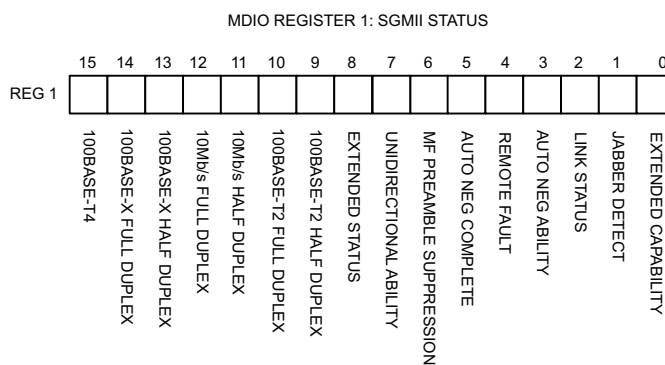 MDIO REGISTER 1: SGMII STATUS
15 14 13 12 11 10 9 8 7 6 5 4 3 2 1 0
REG 1
100BASE-T4
100BASE-X FULL DUPLEX
100BASE-X HALF DUPLEX
10Mb/s FULL DUPLEX
10Mb/s HALF DUPLEX
100BASE-T2 FULL DUPLEX
100BASE-T2 HALF DUPLEX
EXTENDED STATUS
UNIDIRECTIONAL ABILITY
MF PREAMBLE SUPPRESSION
AUTO NEG COMPLETE
REMOTE FAULT
AUTO NEG ABILITY
LINK STATUS
JABBER DETECT
EXTENDED CAPABILITY